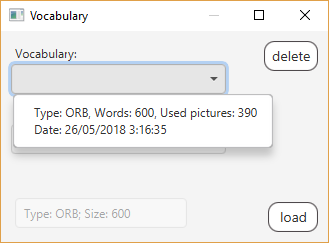 Vocabulary
Vocabulary:
delete
Type: ORB, Words: 600, Used pictures: 390
Date: 26/05/2018 3:16:35
Type: ORB; Size: 600
load